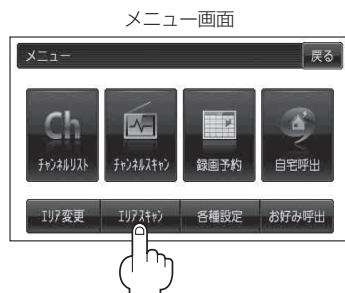 メニュー画面
メニュー 戻る
Ch
ﾁｬﾝﾈﾙﾘｽﾄ ﾁｬﾝﾈﾙｽｷｬﾝ 録画予約 自宅呼出
ｴﾘｱ変更 ｴﾘｱｽｷｬﾝ 各種設定 お好み呼出